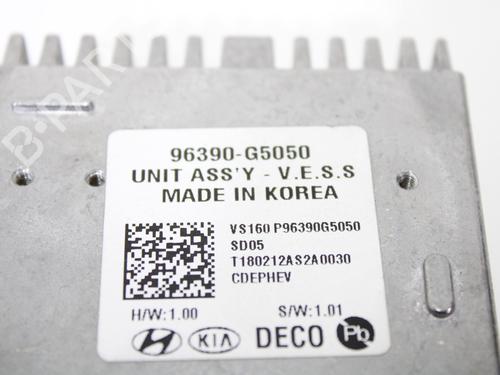 96390-G5050
UNIT ASS'Y - V.E.S.S
MADE IN KOREA
VS160 P96390G5050
SD05
T180212AS2A0030
CDEPHEV
H/W:1.00 S/W:1.01
KIA DECO Pb
B-PARTS